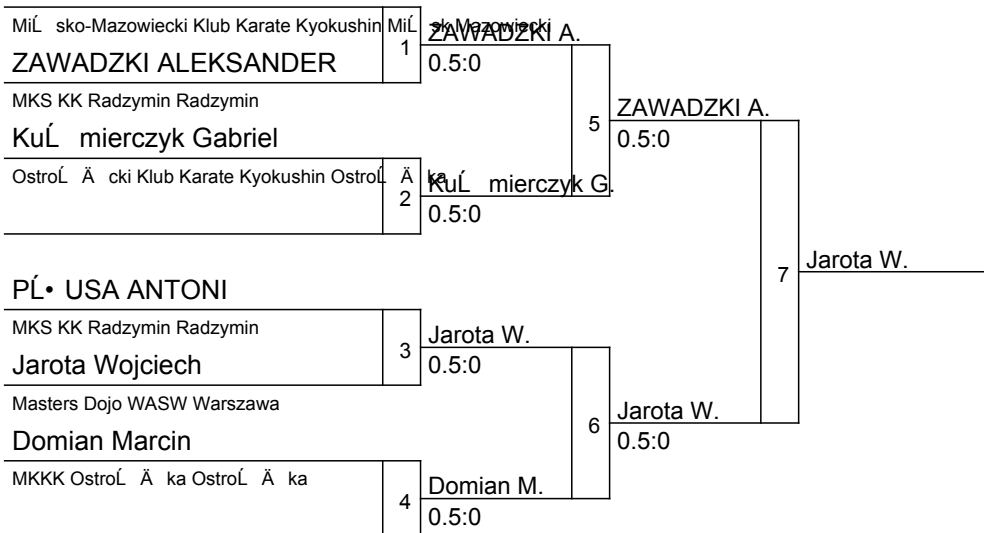 MiĹ sko-Mazowiecki Klub Karate Kyokushin MiĹ sk Mazowiecki
1
ZAWADZKI A.
ZAWADZKI ALEKSANDER
0.5:0
MKS KK Radzymin Radzymin
5
ZAWADZKI A.
KuĹ mierczyk Gabriel
0.5:0
OstroĹ Ä cki Klub Karate Kyokushin OstroĹ Ä ka
2
KuĹ mierczyk G.
0.5:0
7
Jarota W.
PĹ• USA ANTONI
MKS KK Radzymin Radzymin
3
Jarota W.
Jarota Wojciech
0.5:0
Masters Dojo WASW Warszawa
6
Jarota W.
Domian Marcin
0.5:0
MKKK OstroĹ Ä ka OstroĹ Ä ka
4
Domian M.
0.5:0